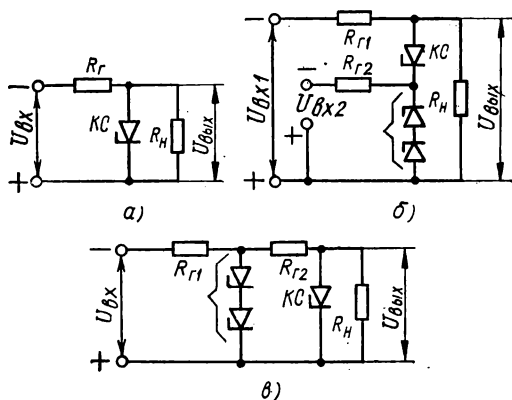 −
Rг
Uвх
КС
Rн
Uвых
+
а)
−
Rг1
КС
−
Rг2
Uвх1
Uвх2
Rн
Uвых
+
+
б)
−
Rг1
Rг2
Uвх
КС
Rн
Uвых
+
в)